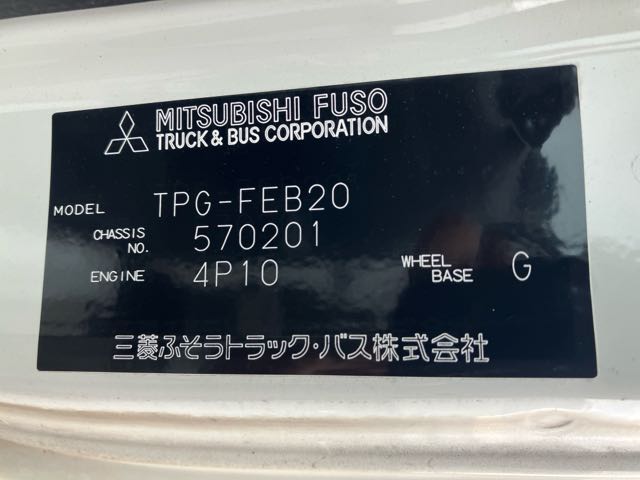 MITSUBISHI FUSO
TRUCK & BUS CORPORATION
MODEL TPG-FEB20
CHASSIS NO. 570201
ENGINE 4P10 WHEEL BASE G
三菱ふそうトラック・バス株式会社